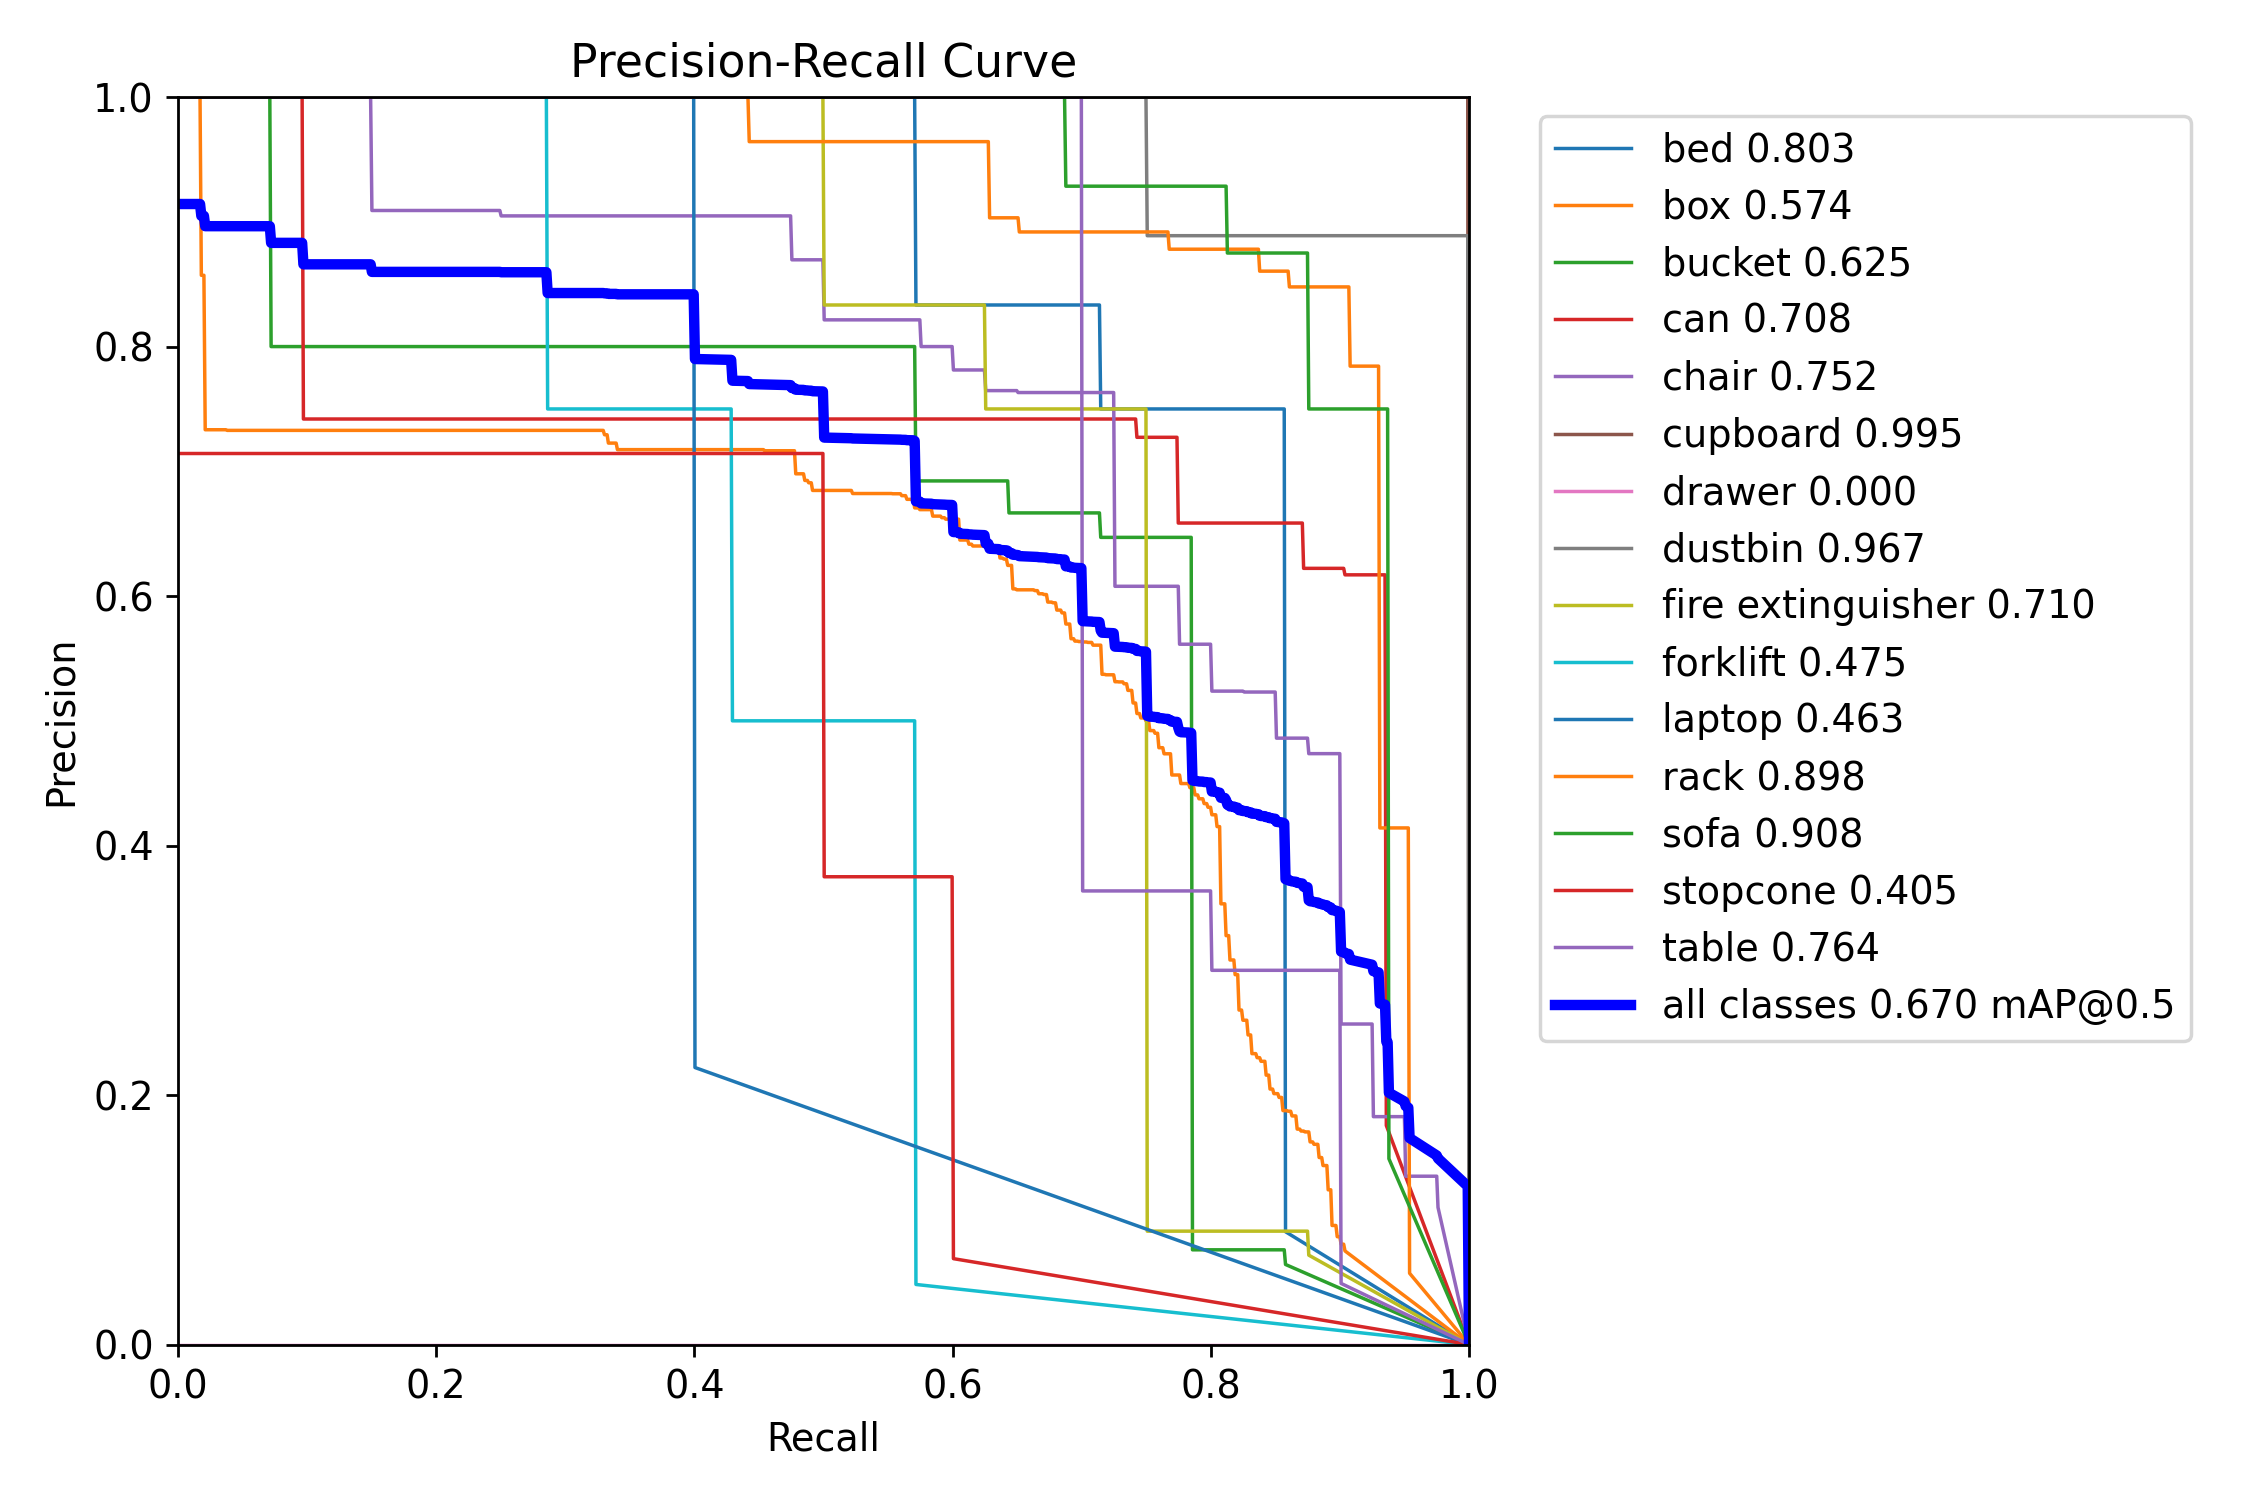 Precision-Recall Curve
1.0
0.8
0.6
0.4
0.2
0.0
Precision
0.0 0.2 0.4 0.6 0.8 1.0
Recall
bed 0.803
box 0.574
bucket 0.625
can 0.708
chair 0.752
cupboard 0.995
drawer 0.000
dustbin 0.967
fire extinguisher 0.710
forklift 0.475
laptop 0.463
rack 0.898
sofa 0.908
stopcone 0.405
table 0.764
all classes 0.670 mAP@0.5